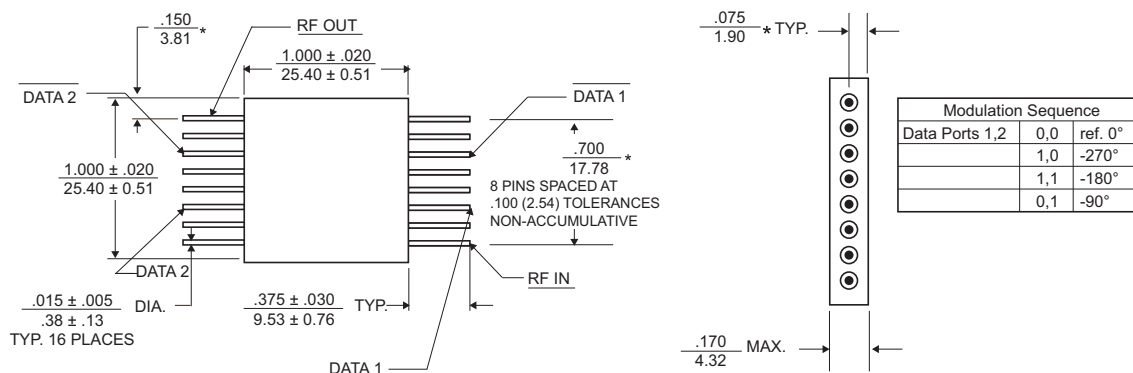 .150
3.81 *
RF OUT
1.000 ± .020
25.40 ± 0.51
DATA 2
DATA 1
1.000 ± .020
25.40 ± 0.51
.700
17.78 *
8 PINS SPACED AT
.100 (2.54) TOLERANCES
NON-ACCUMULATIVE
DATA 2
RF IN
.015 ± .005 DIA.
.38 ± .13
TYP. 16 PLACES
.375 ± .030 TYP.
9.53 ± 0.76
DATA 1
.075
1.90 * TYP.
.170 MAX.
4.32
Modulation Sequence
Data Ports 1,2 0,0 ref. 0°
1,0 -270°
1,1 -180°
0,1 -90°